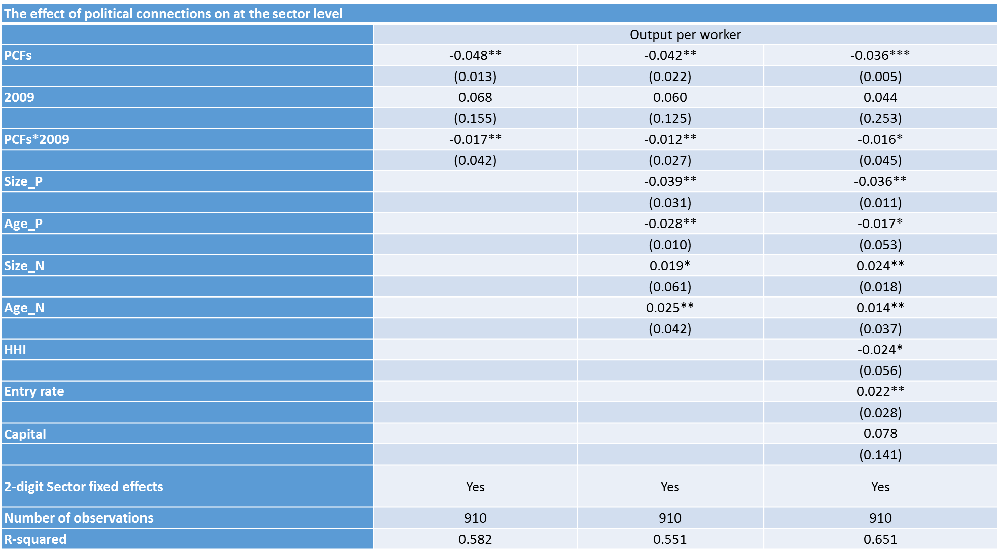 The effect of political connections on at the sector level
Output per worker
PCFs -0.048** -0.042** -0.036***
(0.013) (0.022) (0.005)
2009 0.068 0.060 0.044
(0.155) (0.125) (0.253)
PCFs*2009 -0.017** -0.012** -0.016*
(0.042) (0.027) (0.045)
Size_P -0.039** -0.036**
(0.031) (0.011)
Age_P -0.028** -0.017*
(0.010) (0.053)
Size_N 0.019* 0.024**
(0.061) (0.018)
Age_N 0.025** 0.014**
(0.042) (0.037)
HHI -0.024*
(0.056)
Entry rate 0.022**
(0.028)
Capital 0.078
(0.141)
2-digit Sector fixed effects Yes Yes Yes
Number of observations 910 910 910
R-squared 0.582 0.551 0.651